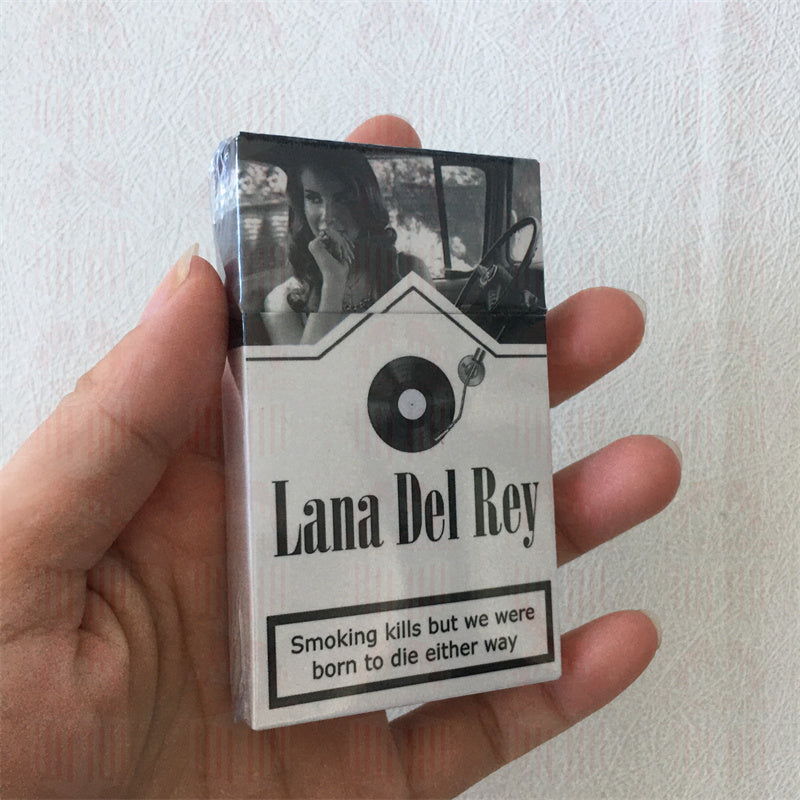 Lana Del Rey
Smoking kills but we were
born to die either way